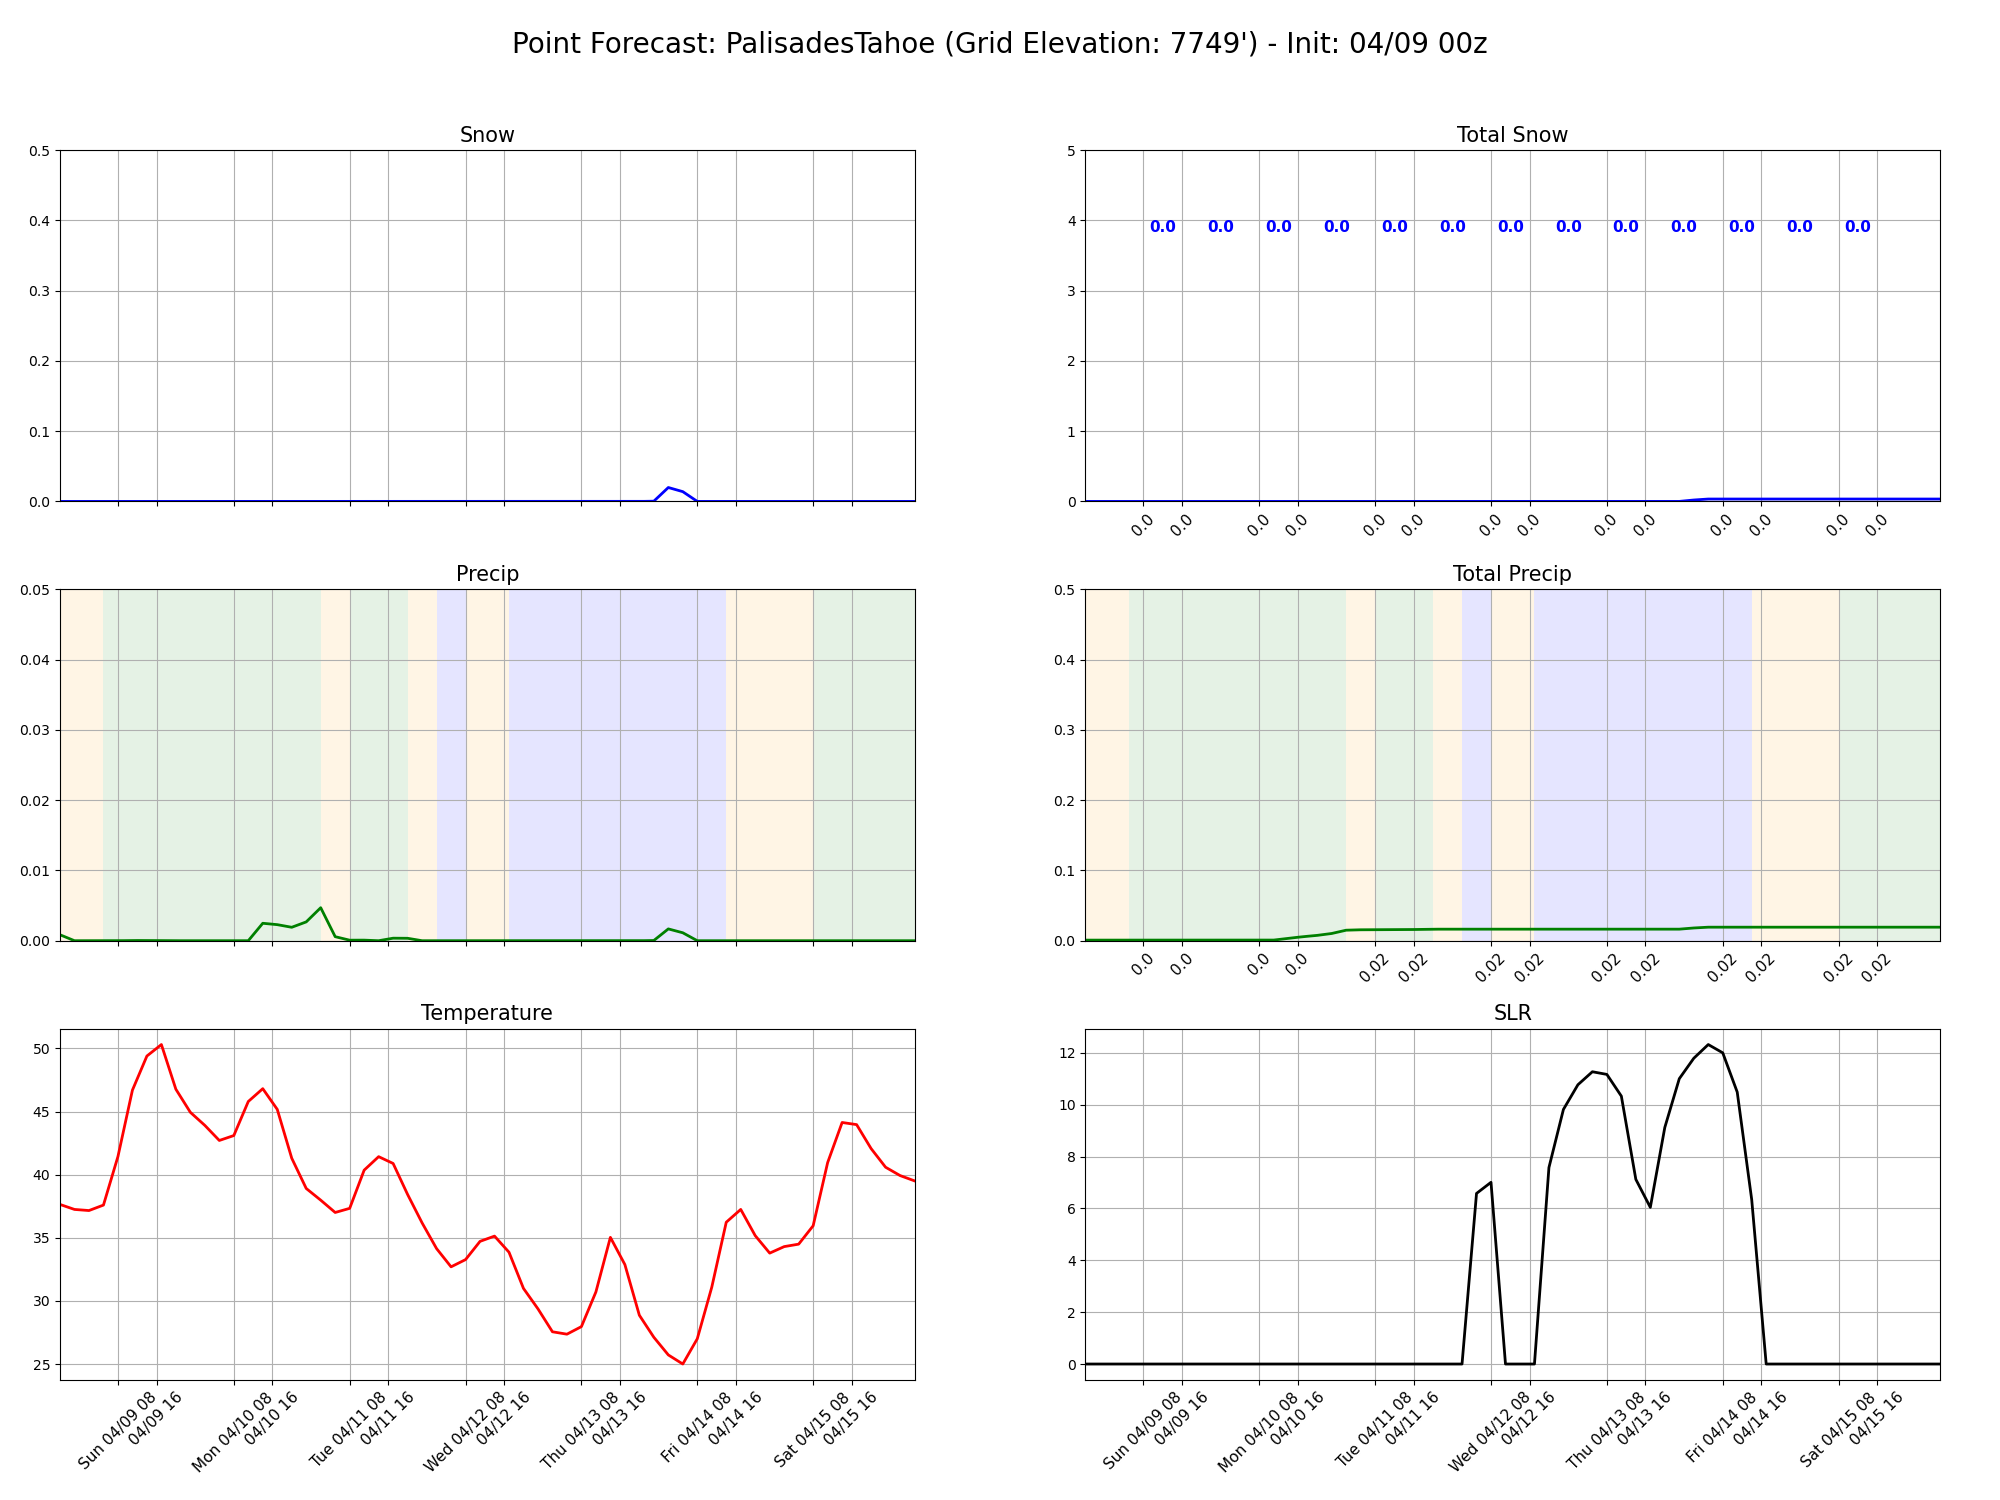 Point Forecast: PalisadesTahoe (Grid Elevation: 7749') - Init: 04/09 00z
Snow
0.5
0.4
0.3
0.2
0.1
0.0
Total Snow
5
4
3
2
1
0
0.0 0.0 0.0 0.0 0.0 0.0 0.0 0.0 0.0 0.0 0.0 0.0 0.0
0.0 0.0 0.0 0.0 0.0 0.0 0.0 0.0 0.0 0.0 0.0 0.0 0.0 0.0
Precip
0.05
0.04
0.03
0.02
0.01
0.00
Total Precip
0.5
0.4
0.3
0.2
0.1
0.0
0.0 0.0 0.0 0.0 0.02 0.02 0.02 0.02 0.02 0.02 0.02 0.02 0.02 0.02
Temperature
50
45
40
35
30
25
Sun 04/09 08
04/09 16
Mon 04/10 08
04/10 16
Tue 04/11 08
04/11 16
Wed 04/12 08
04/12 16
Thu 04/13 08
04/13 16
Fri 04/14 08
04/14 16
Sat 04/15 08
04/15 16
SLR
12
10
8
6
4
2
0
Sun 04/09 08
04/09 16
Mon 04/10 08
04/10 16
Tue 04/11 08
04/11 16
Wed 04/12 08
04/12 16
Thu 04/13 08
04/13 16
Fri 04/14 08
04/14 16
Sat 04/15 08
04/15 16